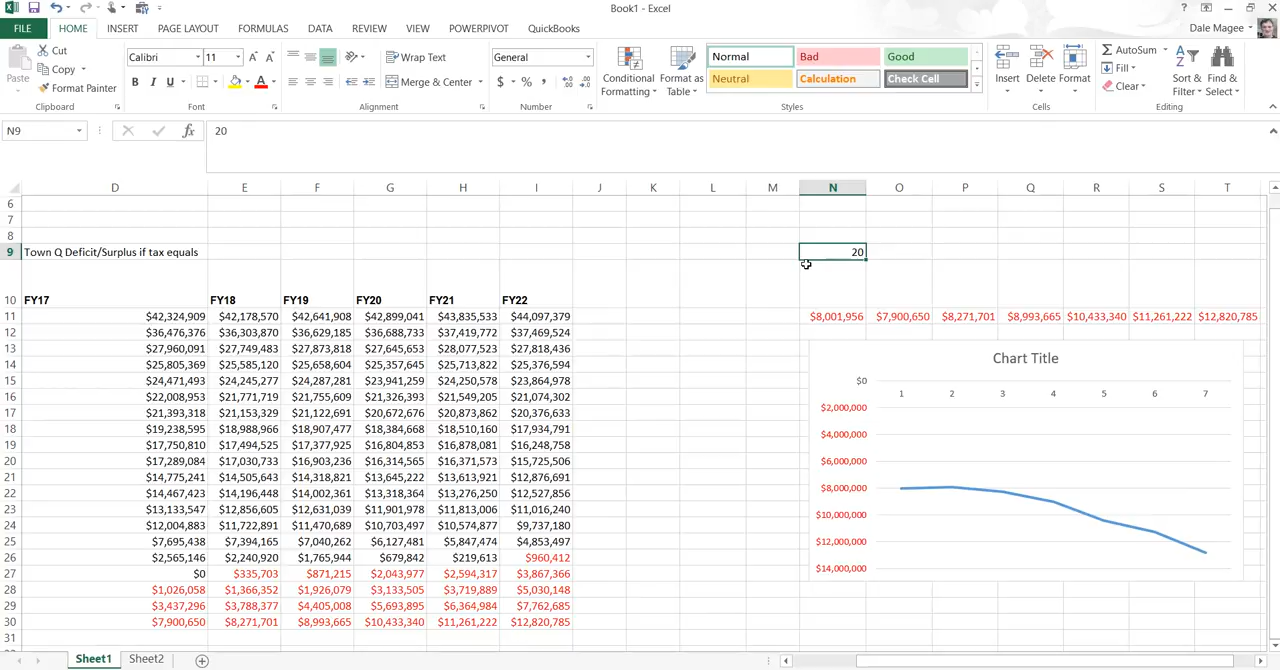 Book1 - Excel
FILE HOME INSERT PAGE LAYOUT FORMULAS DATA REVIEW VIEW POWERPIVOT QuickBooks Dale Magee
Cut
Copy
Format Painter
Paste
Clipboard
Calibri 11
B I U
Font
Wrap Text
Merge & Center
Alignment
General
$ % ,
Number
Conditional Formatting
Format as Table
Normal Bad Good
Neutral Calculation Check Cell
Styles
Insert Delete Format
Cells
AutoSum
Fill
Clear
Sort & Filter
Find & Select
Editing
N9 fx 20
D E F G H I J K L M N O P Q R S T
6
7
8
9 Town Q Deficit/Surplus if tax equals 20
10 FY17 FY18 FY19 FY20 FY21 FY22
11 $42,324,909 $42,178,570 $42,641,908 $42,899,041 $43,835,533 $44,097,379 $8,001,956 $7,900,650 $8,271,701 $8,993,665 $10,433,340 $11,261,222 $12,820,785
12 $36,476,376 $36,303,870 $36,629,185 $36,688,733 $37,419,772 $37,469,524
13 $27,960,091 $27,749,483 $27,873,818 $27,645,653 $28,077,523 $27,818,436
14 $25,805,369 $25,585,120 $25,658,604 $25,357,645 $25,713,822 $25,376,594
15 $24,471,493 $24,245,277 $24,287,281 $23,941,259 $24,250,578 $23,864,978
16 $22,008,953 $21,771,719 $21,755,609 $21,326,393 $21,549,205 $21,074,302
17 $21,393,318 $21,153,329 $21,122,691 $20,672,676 $20,873,862 $20,376,633
18 $19,238,595 $18,988,966 $18,907,477 $18,384,668 $18,510,160 $17,934,791
19 $17,750,810 $17,494,525 $17,377,925 $16,804,853 $16,878,081 $16,248,758
20 $17,289,084 $17,030,733 $16,903,236 $16,314,565 $16,371,573 $15,725,506
21 $14,775,241 $14,505,643 $14,318,821 $13,645,222 $13,613,921 $12,876,691
22 $14,467,423 $14,196,448 $14,002,361 $13,318,364 $13,276,250 $12,527,856
23 $13,133,547 $12,856,605 $12,631,039 $11,901,978 $11,813,006 $11,016,240
24 $12,004,883 $11,722,891 $11,470,689 $10,703,497 $10,574,877 $9,737,180
25 $7,695,438 $7,394,165 $7,040,262 $6,127,481 $5,847,474 $4,853,497
26 $2,565,146 $2,240,920 $1,765,944 $679,842 $219,613 $960,412
27 $0 $335,703 $871,215 $2,043,977 $2,594,317 $3,867,366
28 $1,026,058 $1,366,352 $1,926,079 $3,133,505 $3,719,889 $5,030,148
29 $3,437,296 $3,788,377 $4,405,008 $5,693,895 $6,364,984 $7,762,685
30 $7,900,650 $8,271,701 $8,993,665 $10,433,340 $11,261,222 $12,820,785
31
Chart Title
$0
1 2 3 4 5 6 7
$2,000,000
$4,000,000
$6,000,000
$8,000,000
$10,000,000
$12,000,000
$14,000,000
Sheet1 Sheet2